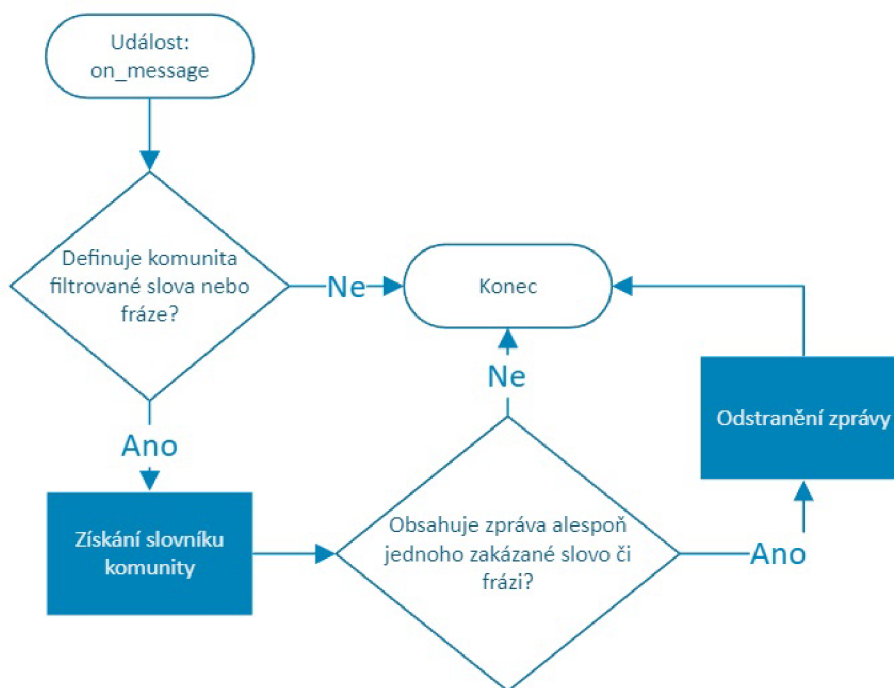 Událost:
on_message
Definuje komunita
filtrované slova nebo
fráze?
Ne
Konec
Ano
Ne
Odstranění zprávy
Získání slovníku
komunity
Obsahuje zpráva alespoň
jednoho zakázané slovo či
frázi?
Ano